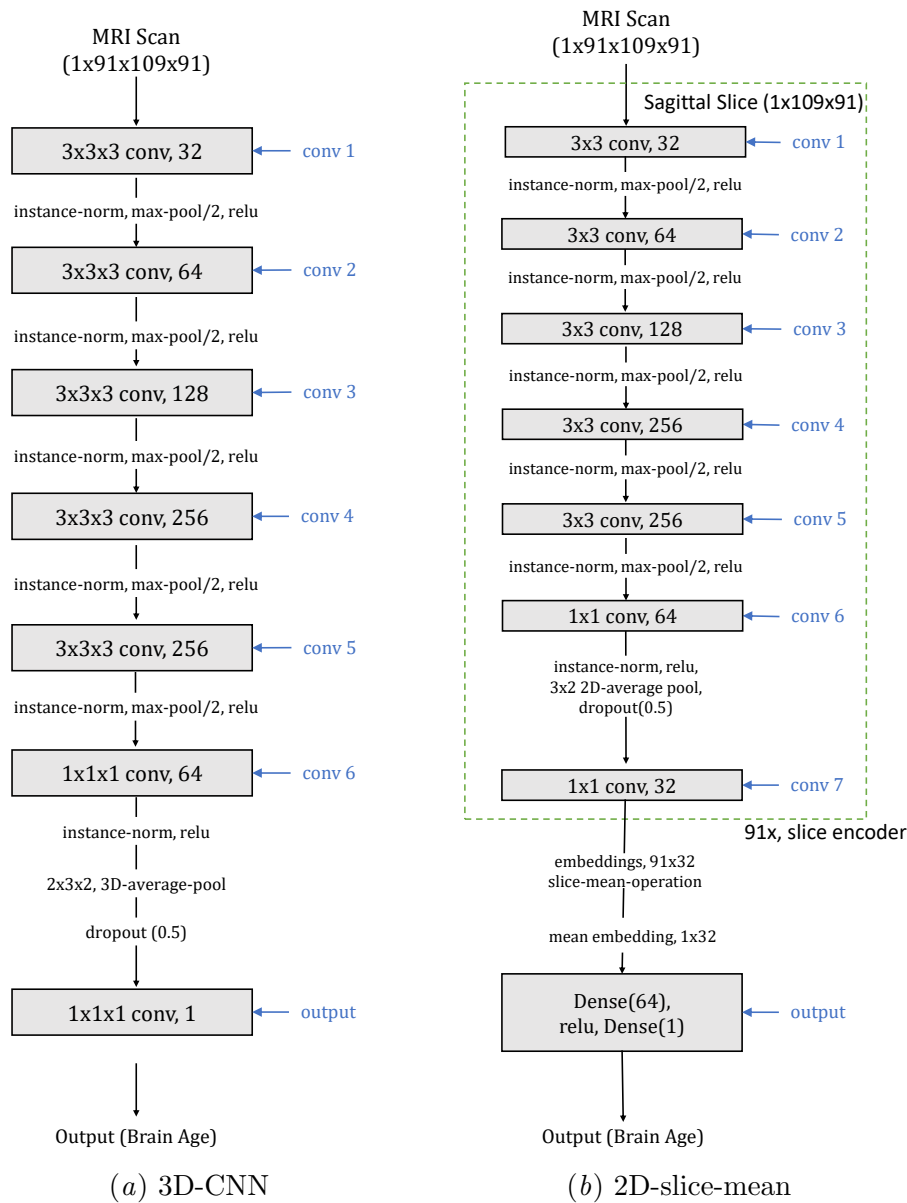 MRI Scan
(1x91x109x91)
3x3x3 conv, 32
conv 1
instance-norm, max-pool/2, relu
3x3x3 conv, 64
conv 2
instance-norm, max-pool/2, relu
3x3x3 conv, 128
conv 3
instance-norm, max-pool/2, relu
3x3x3 conv, 256
conv 4
instance-norm, max-pool/2, relu
3x3x3 conv, 256
conv 5
instance-norm, max-pool/2, relu
1x1x1 conv, 64
conv 6
instance-norm, relu
2x3x2, 3D-average-pool
dropout (0.5)
1x1x1 conv, 1
output
Output (Brain Age)
(a) 3D-CNN
MRI Scan
(1x91x109x91)
Sagittal Slice (1x109x91)
3x3 conv, 32
conv 1
instance-norm, max-pool/2, relu
3x3 conv, 64
conv 2
instance-norm, max-pool/2, relu
3x3 conv, 128
conv 3
instance-norm, max-pool/2, relu
3x3 conv, 256
conv 4
instance-norm, max-pool/2, relu
3x3 conv, 256
conv 5
instance-norm, max-pool/2, relu
1x1 conv, 64
conv 6
instance-norm, relu,
3x2 2D-average pool,
dropout(0.5)
1x1 conv, 32
conv 7
91x, slice encoder
embeddings, 91x32
slice-mean-operation
mean embedding, 1x32
Dense(64),
relu, Dense(1)
output
Output (Brain Age)
(b) 2D-slice-mean